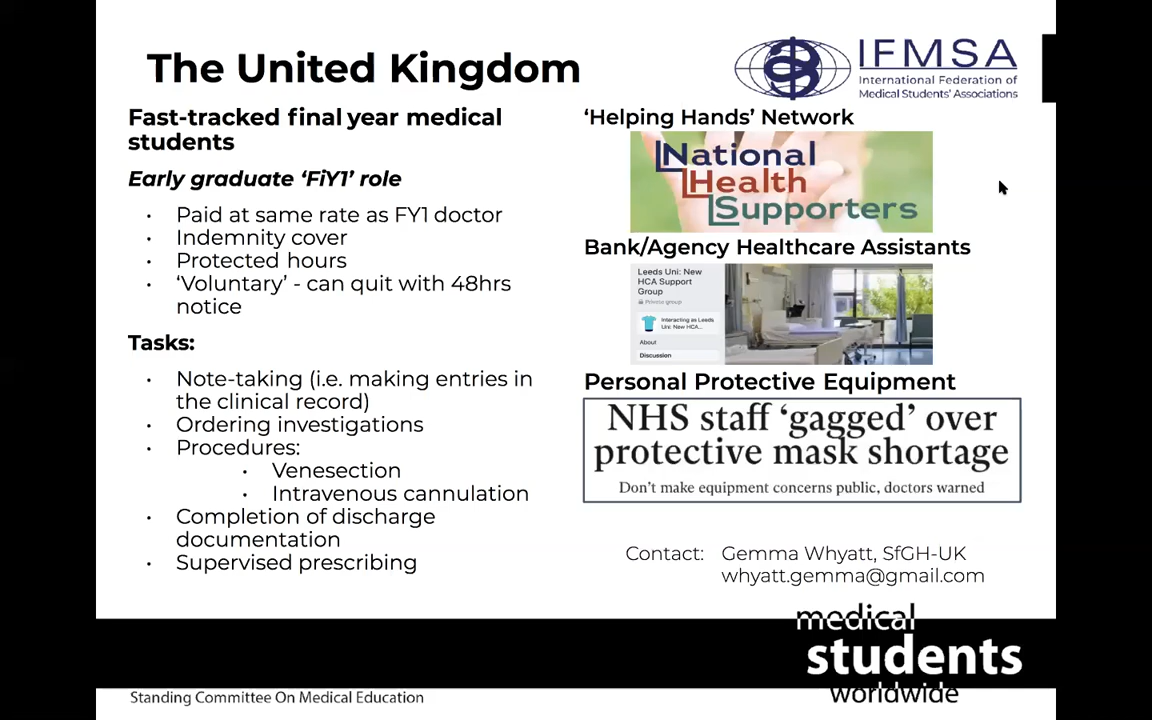 The United Kingdom
IFMSA
International Federation of
Medical Students' Associations
Fast-tracked final year medical
students
Early graduate 'FiY1' role
• Paid at same rate as FY1 doctor
• Indemnity cover
• Protected hours
• 'Voluntary' - can quit with 48hrs
notice
Tasks:
• Note-taking (i.e. making entries in
the clinical record)
• Ordering investigations
• Procedures:
• Venesection
• Intravenous cannulation
• Completion of discharge
documentation
• Supervised prescribing
'Helping Hands' Network
National
Health
Supporters
Bank/Agency Healthcare Assistants
Leeds Uni: New
HCA Support
Group
Private group
Interacting as Leeds
Uni: New HCA...
About
Discussion
Personal Protective Equipment
NHS staff 'gagged' over
protective mask shortage
Don't make equipment concerns public, doctors warned
Contact: Gemma Whyatt, SfGH-UK
whyatt.gemma@gmail.com
medical
students
worldwide
Standing Committee On Medical Education